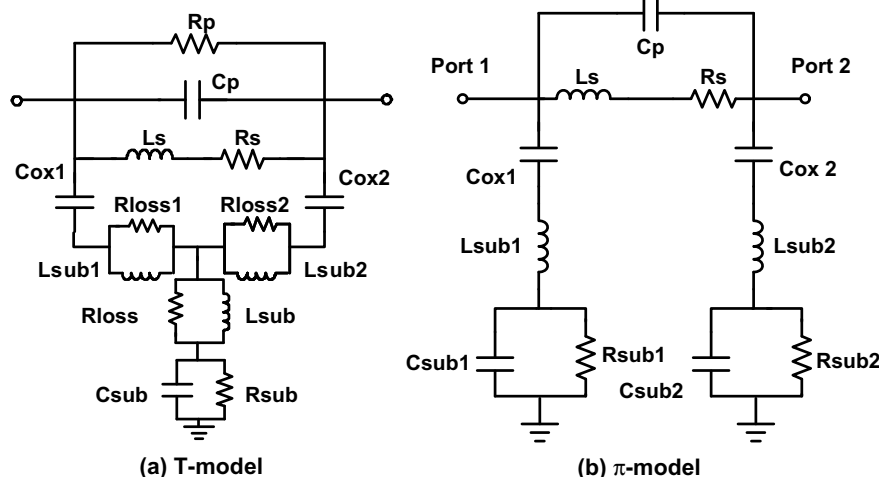 Rp
Cp
Ls
Rs
Cox1
Cox2
Rloss1
Rloss2
Lsub1
Lsub2
Rloss
Lsub
Csub
Rsub
(a) T-model
Cp
Port 1
Port 2
Ls
Rs
Cox1
Cox 2
Lsub1
Lsub2
Csub1
Rsub1
Csub2
Rsub2
(b) π-model